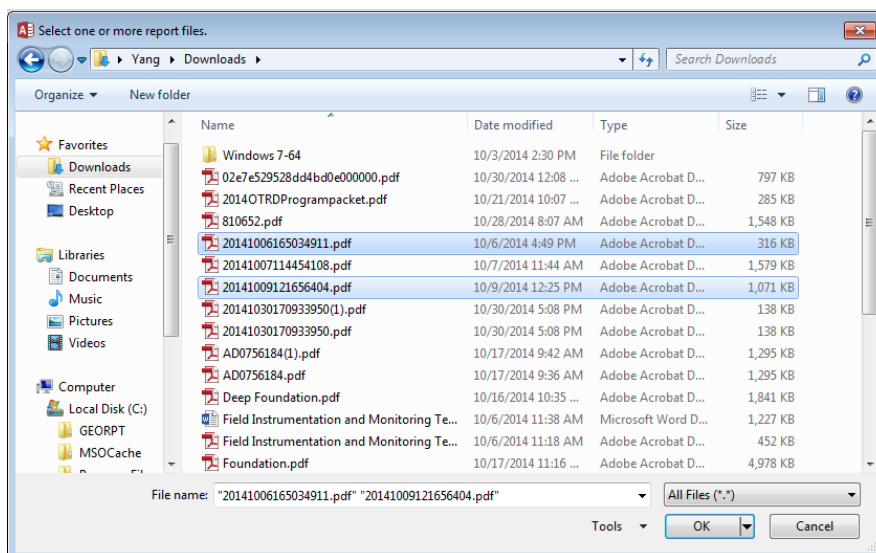 Select one or more report files.
Yang Downloads
Search Downloads
Organize New folder
Name Date modified Type Size
Favorites
Downloads
Recent Places
Desktop
Libraries
Documents
Music
Pictures
Videos
Computer
Local Disk (C:)
GEORPT
MSOCache
Windows 7-64 10/3/2014 2:30 PM File folder
02e7e529528dd4bd0e000000.pdf 10/30/2014 12:08 ... Adobe Acrobat D... 797 KB
2014OTRDProgrampacket.pdf 10/21/2014 10:07 ... Adobe Acrobat D... 285 KB
810652.pdf 10/28/2014 8:07 AM Adobe Acrobat D... 1,548 KB
20141006165034911.pdf 10/6/2014 4:49 PM Adobe Acrobat D... 316 KB
20141007114454108.pdf 10/7/2014 11:44 AM Adobe Acrobat D... 1,579 KB
20141009121656404.pdf 10/9/2014 12:25 PM Adobe Acrobat D... 1,071 KB
20141030170933950(1).pdf 10/30/2014 5:08 PM Adobe Acrobat D... 138 KB
20141030170933950.pdf 10/30/2014 5:08 PM Adobe Acrobat D... 138 KB
AD0756184(1).pdf 10/17/2014 9:42 AM Adobe Acrobat D... 1,295 KB
AD0756184.pdf 10/17/2014 9:36 AM Adobe Acrobat D... 1,295 KB
Deep Foundation.pdf 10/16/2014 10:35 ... Adobe Acrobat D... 1,841 KB
Field Instrumentation and Monitoring Te... 10/6/2014 11:38 AM Microsoft Word D... 1,227 KB
Field Instrumentation and Monitoring Te... 10/6/2014 11:18 AM Adobe Acrobat D... 452 KB
Foundation.pdf 10/17/2014 11:16 ... Adobe Acrobat D... 4,978 KB
File name: "20141006165034911.pdf" "20141009121656404.pdf" All Files (*.*)
Tools OK Cancel